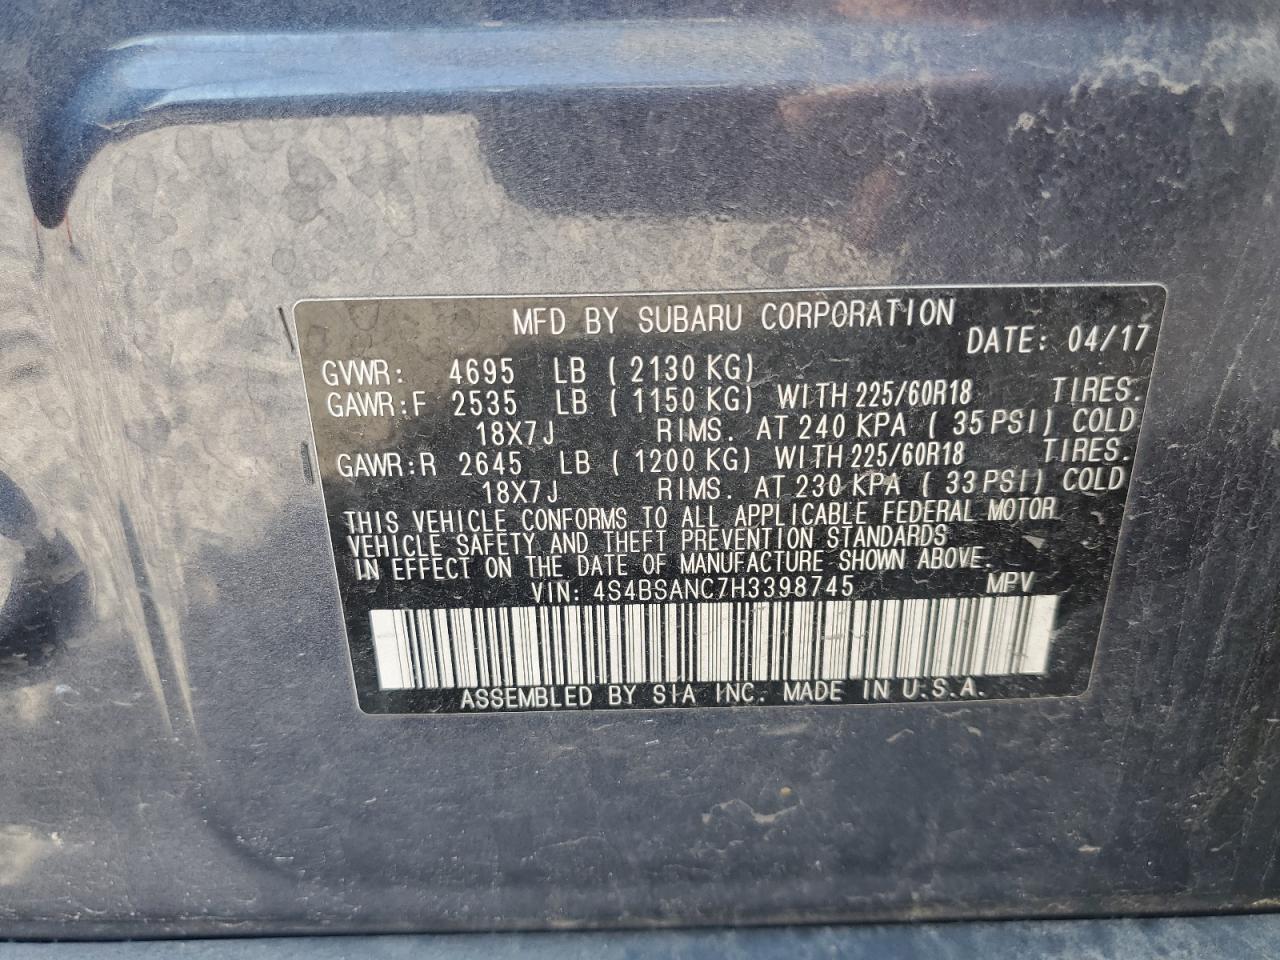 MFD BY SUBARU CORPORATION
DATE: 04/17
GVWR: 4695 LB ( 2130 KG)
GAWR:F 2535 LB ( 1150 KG) WITH 225/60R18 TIRES.
18X7J RIMS. AT 240 KPA ( 35 PSI) COLD
GAWR:R 2645 LB ( 1200 KG) WITH 225/60R18 TIRES.
18X7J RIMS. AT 230 KPA ( 33 PSI) COLD
THIS VEHICLE CONFORMS TO ALL APPLICABLE FEDERAL MOTOR
VEHICLE SAFETY AND THEFT PREVENTION STANDARDS
IN EFFECT ON THE DATE OF MANUFACTURE SHOWN ABOVE.
VIN: 4S4BSANC7H3398745 MPV
ASSEMBLED BY SIA INC. MADE IN U.S.A.